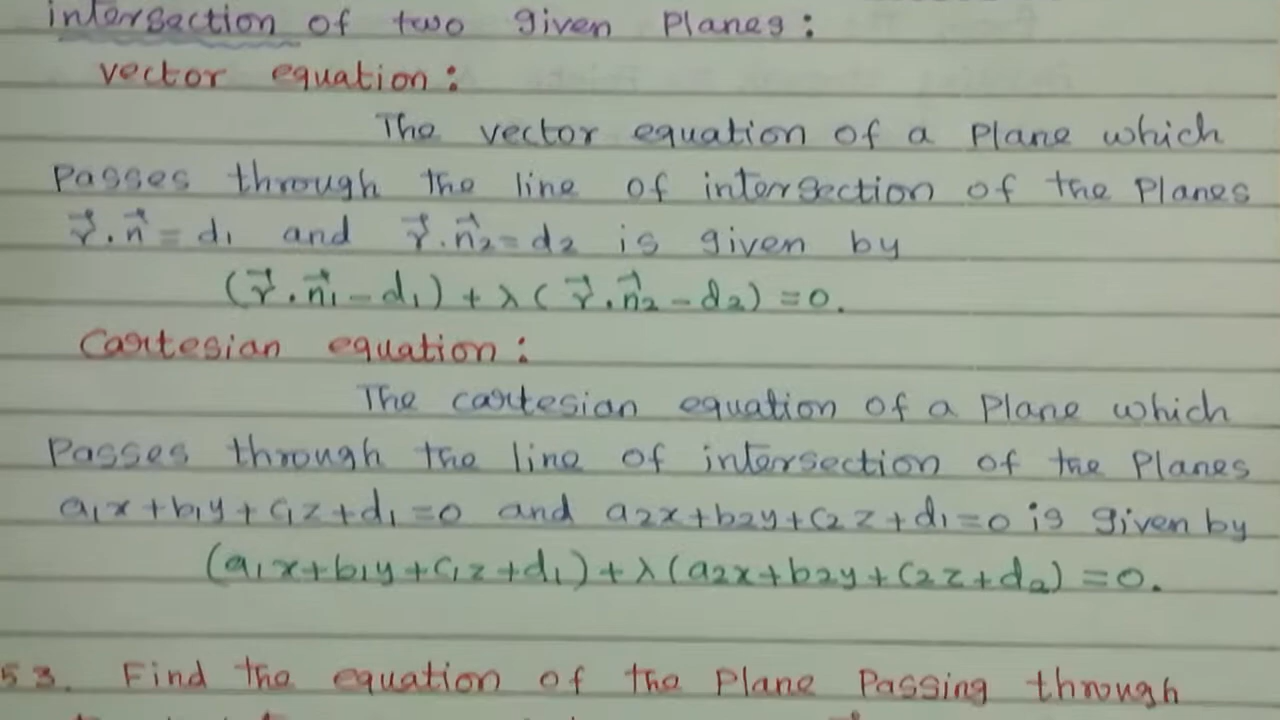 intersection of two given Planes:
vector equation:
The vector equation of a Plane which
Passes through the line of intersection of the Planes
r⃗.n⃗ = d₁ and r⃗.n⃗₂ = d₂ is given by
(r⃗.n⃗₁ - d₁) + λ(r⃗.n⃗₂ - d₂) = 0.
Cartesian equation:
The cartesian equation of a Plane which
Passes through the line of intersection of the Planes
a₁x+b₁y+c₁z+d₁=0 and a₂x+b₂y+c₂z+d₁=0 is given by
(a₁x+b₁y+c₁z+d₁)+λ(a₂x+b₂y+c₂z+d₂)=0.
53. Find the equation of the Plane Passing through